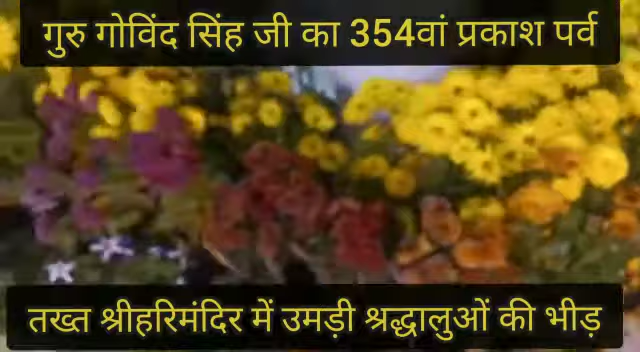 गुरु गोविंद सिंह जी का 354वां प्रकाश पर्व
तख्त श्रीहरिमंदिर में उमड़ी श्रद्धालुओं की भीड़